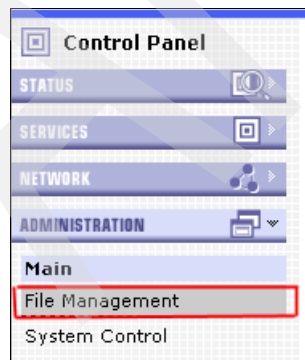 Control Panel
STATUS
SERVICES
NETWORK
ADMINISTRATION
Main
File Management
System Control